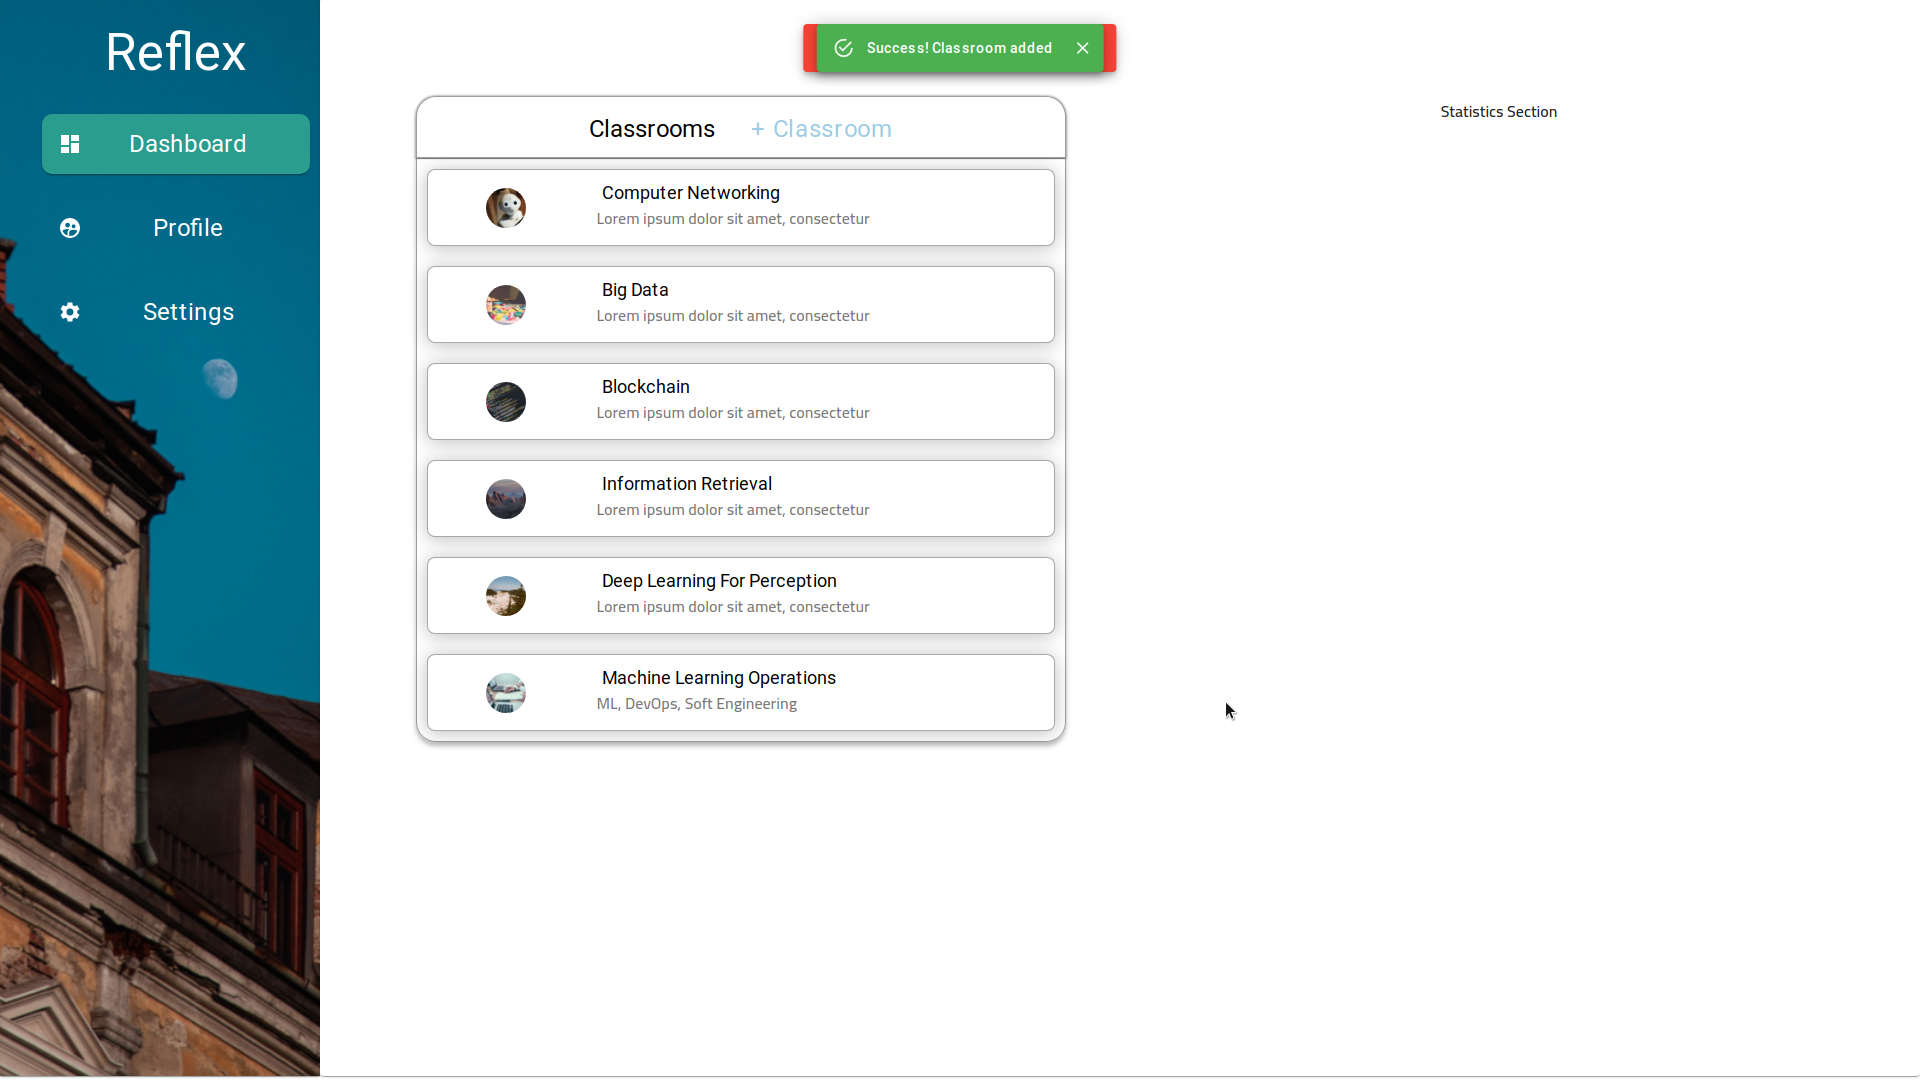 Reflex
Dashboard
Profile
Settings
Success! Classroom added
Classrooms + Classroom
Computer Networking
Lorem ipsum dolor sit amet, consectetur
Big Data
Lorem ipsum dolor sit amet, consectetur
Blockchain
Lorem ipsum dolor sit amet, consectetur
Information Retrieval
Lorem ipsum dolor sit amet, consectetur
Deep Learning For Perception
Lorem ipsum dolor sit amet, consectetur
Machine Learning Operations
ML, DevOps, Soft Engineering
Statistics Section